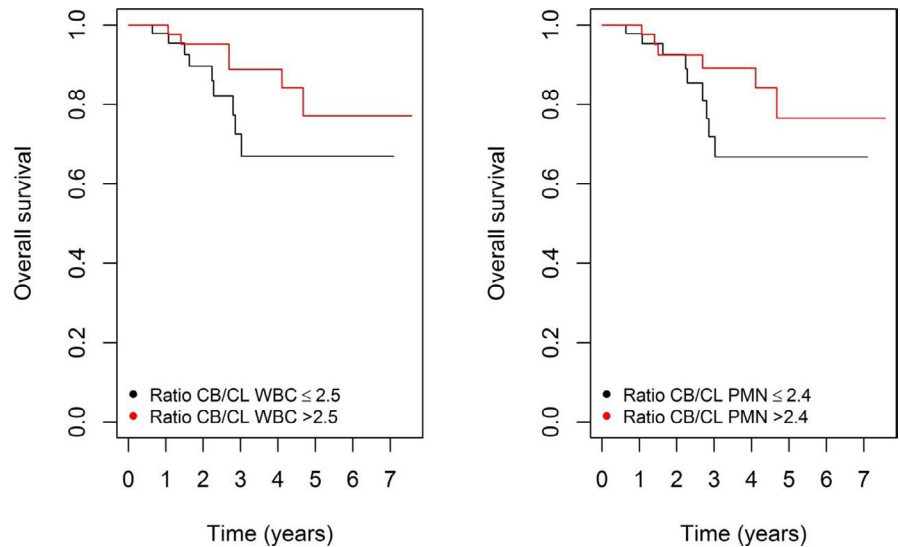 Overall survival
1.0
0.8
0.6
0.4
0.2
0.0
Ratio CB/CL WBC ≤ 2.5
Ratio CB/CL WBC >2.5
0 1 2 3 4 5 6 7
Time (years)
Overall survival
1.0
0.8
0.6
0.4
0.2
0.0
Ratio CB/CL PMN ≤ 2.4
Ratio CB/CL PMN >2.4
0 1 2 3 4 5 6 7
Time (years)